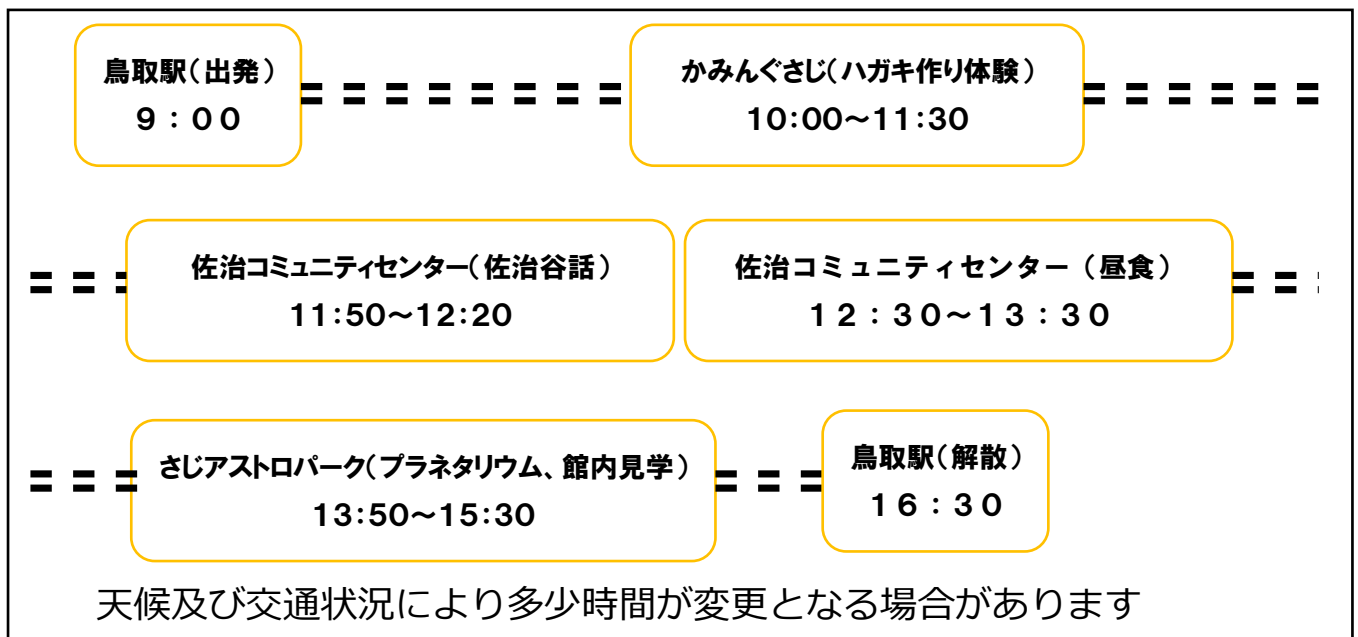 鳥取駅(出発)
9：00
かみんぐさじ(ハガキ作り体験)
10:00～11:30
佐治コミュニティセンター(佐治谷話)
11:50～12:20
佐治コミュニティセンター（昼食）
１２：３０～１３：３０
さじアストロパーク(プラネタリウム、館内見学)
13:50～15:30
鳥取駅(解散)
１６：３０
天候及び交通状況により多少時間が変更となる場合があります